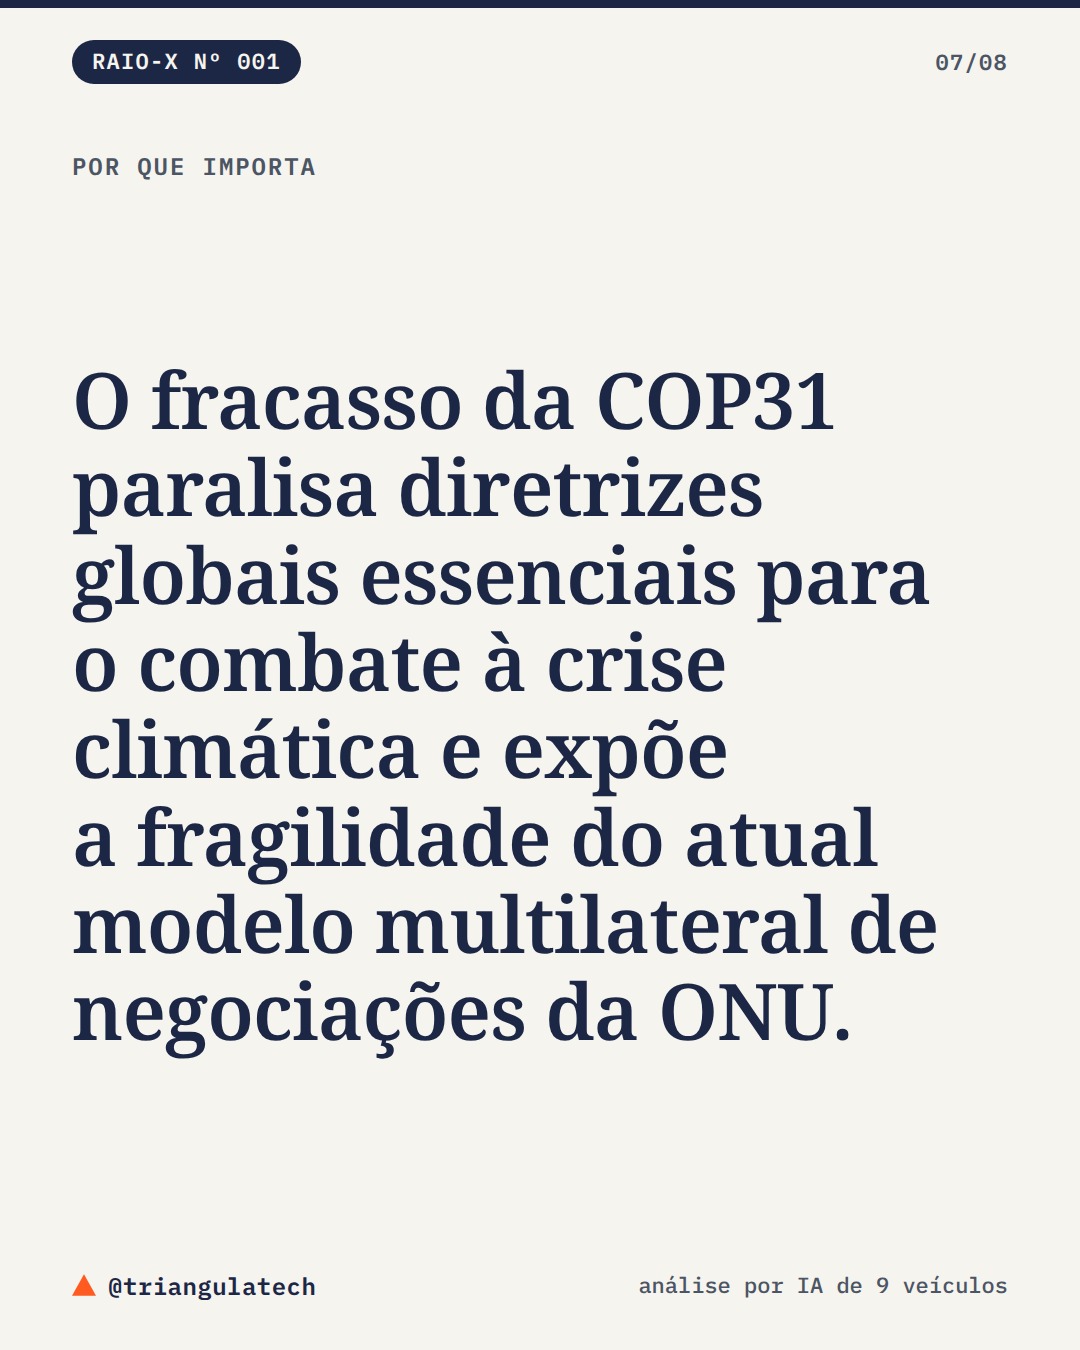 RAIO-X Nº 001
07/08
POR QUE IMPORTA
O fracasso da COP31
paralisa diretrizes
globais essenciais para
o combate à crise
climática e expõe
a fragilidade do atual
modelo multilateral de
negociações da ONU.
@triangulatech
análise por IA de 9 veículos